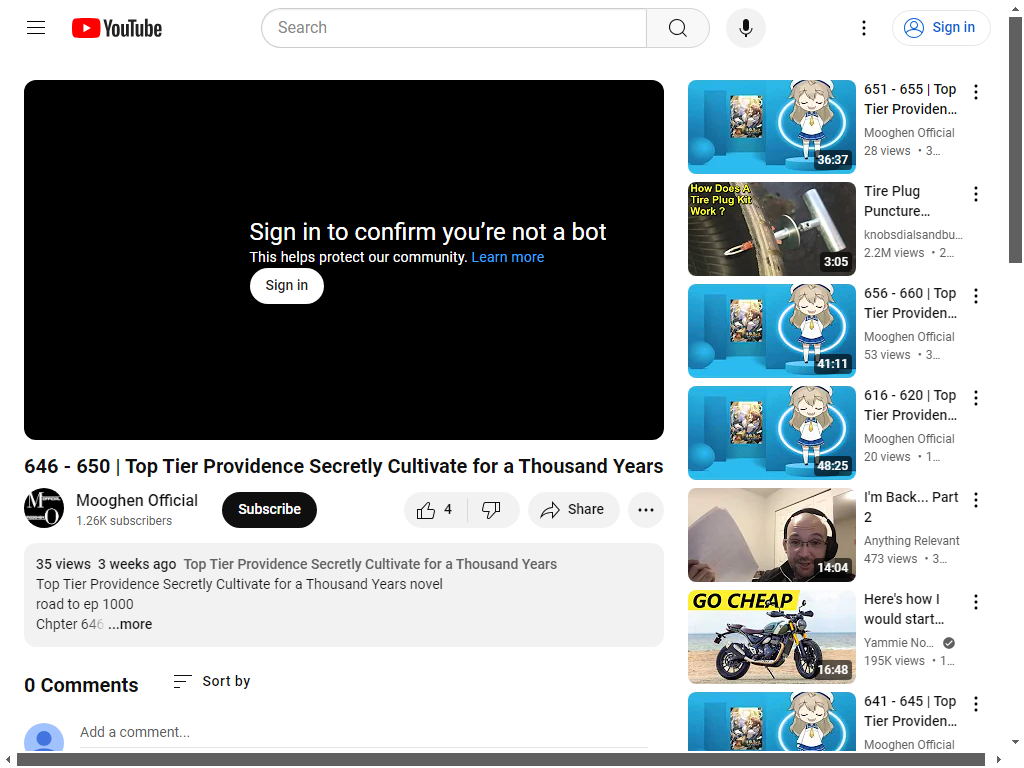 YouTube
Search
Sign in
Sign in to confirm you’re not a bot
This helps protect our community. Learn more
Sign in
646 - 650 | Top Tier Providence Secretly Cultivate for a Thousand Years
Mooghen Official
1.26K subscribers
Subscribe
4
Share
35 views 3 weeks ago Top Tier Providence Secretly Cultivate for a Thousand Years
Top Tier Providence Secretly Cultivate for a Thousand Years novel
road to ep 1000
Chpter 646 ...more
0 Comments
Sort by
Add a comment...
36:37
651 - 655 | Top
Tier Providen...
Mooghen Official
28 views • 3...
How Does A
Tire Plug Kit
Work ?
3:05
Tire Plug
Puncture...
knobsdialsandbu...
2.2M views • 2...
41:11
656 - 660 | Top
Tier Providen...
Mooghen Official
53 views • 3...
48:25
616 - 620 | Top
Tier Providen...
Mooghen Official
20 views • 1...
14:04
I'm Back... Part
2
Anything Relevant
473 views • 3...
GO CHEAP
16:48
Here's how I
would start...
Yammie No...
195K views • 1...
641 - 645 | Top
Tier Providen...
Mooghen Official